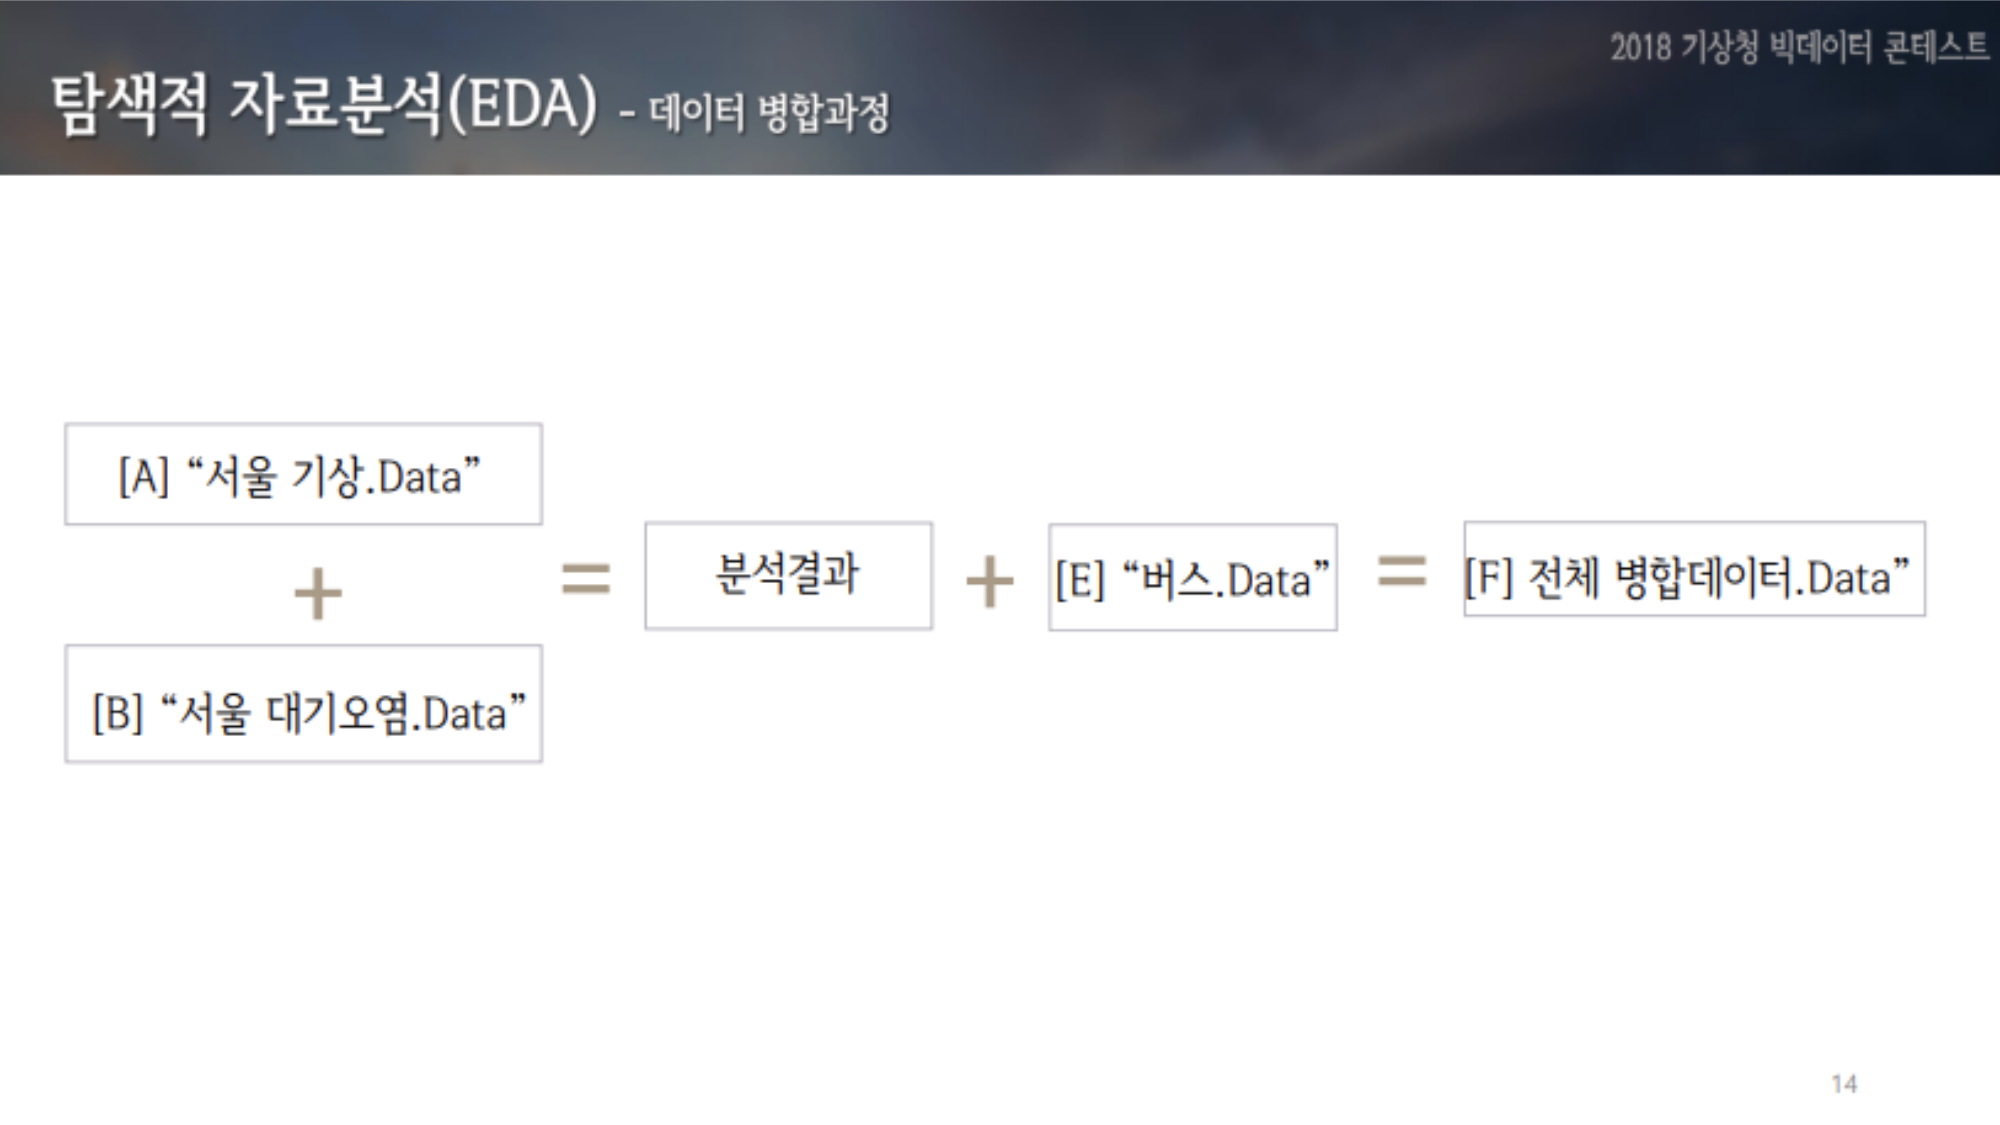 2018 기상청 빅데이터 콘테스트
탐색적 자료분석(EDA) - 데이터 병합과정
[A] “서울 기상.Data”
+
[B] “서울 대기오염.Data”
=
분석결과
+
[E] “버스.Data”
=
[F] 전체 병합데이터.Data”
14